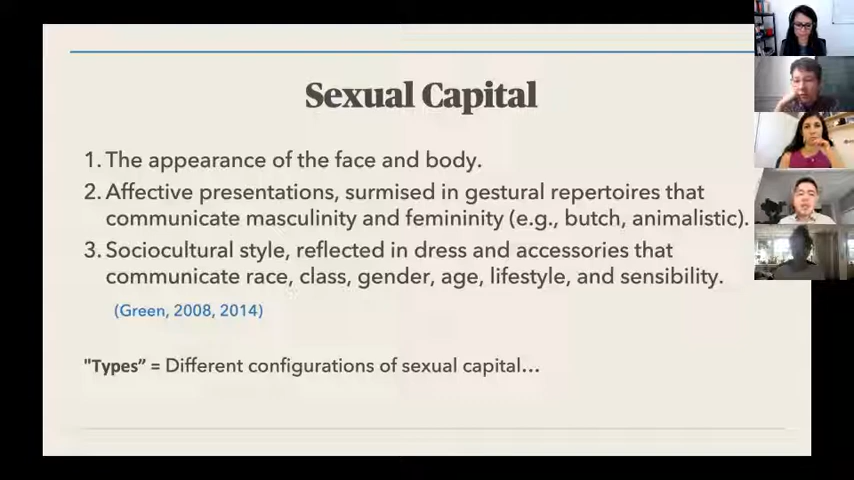 Sexual Capital
1. The appearance of the face and body.
2. Affective presentations, surmised in gestural repertoires that
communicate masculinity and femininity (e.g., butch, animalistic).
3. Sociocultural style, reflected in dress and accessories that
communicate race, class, gender, age, lifestyle, and sensibility.
(Green, 2008, 2014)
"Types” = Different configurations of sexual capital...